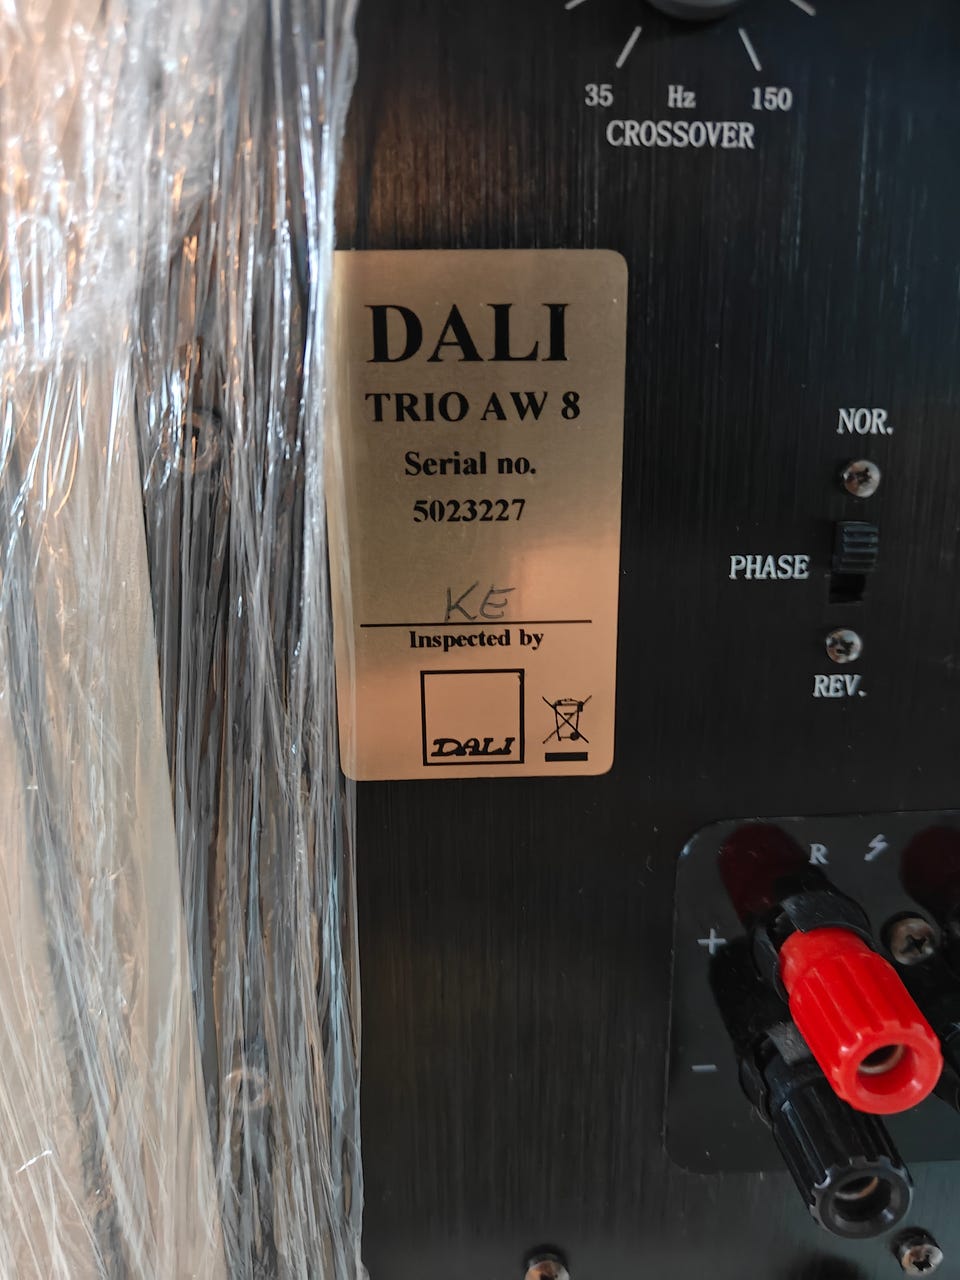 35 Hz 150
CROSSOVER
DALI
TRIO AW 8
Serial no.
5023227
KE
Inspected by
DALI
NOR.
PHASE
REV.
R
+
−